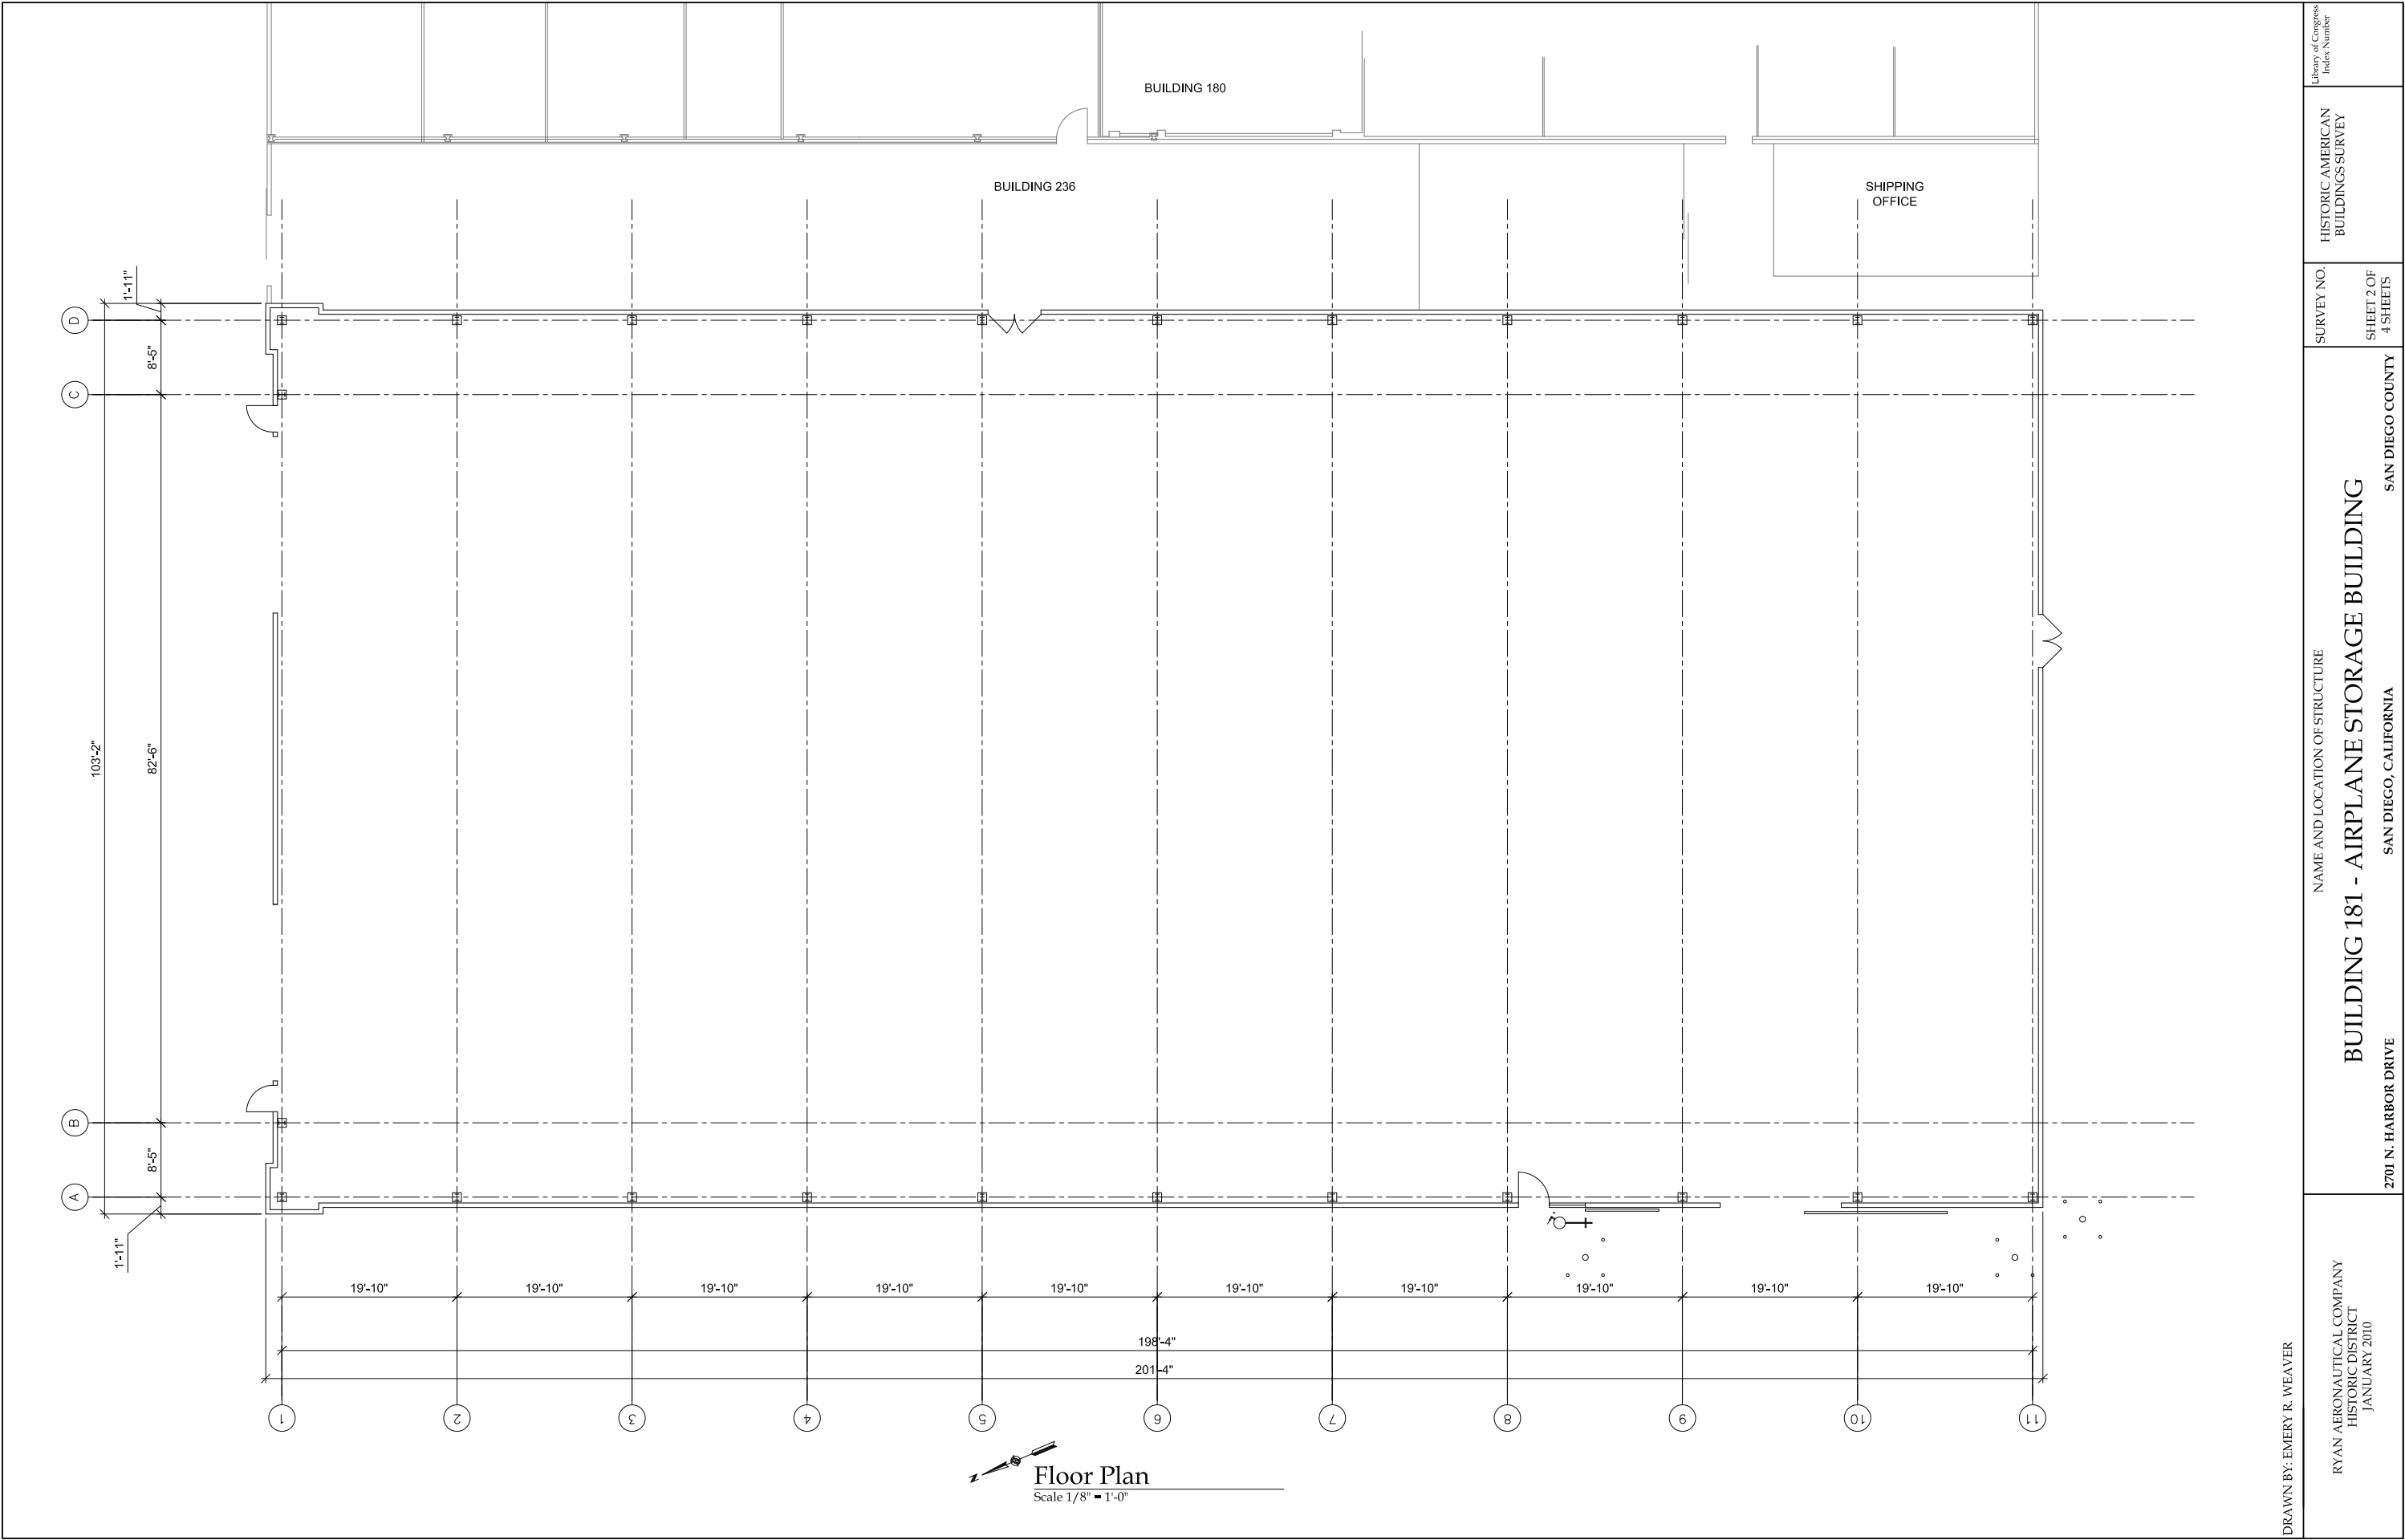 BUILDING 180
BUILDING 236
SHIPPING
OFFICE
1'-11"
D
8'-5"
C
103'-2"
82'-6"
B
8'-5"
A
1'-11"
19'-10"
19'-10"
19'-10"
19'-10"
19'-10"
19'-10"
19'-10"
19'-10"
19'-10"
19'-10"
198'-4"
201'-4"
1
2
3
4
5
6
7
8
9
10
11
N
Floor Plan
Scale 1/8" = 1'-0"
DRAWN BY: EMERY R. WEAVER
RYAN AERONAUTICAL COMPANY
HISTORIC DISTRICT
JANUARY 2010
NAME AND LOCATION OF STRUCTURE
BUILDING 181 - AIRPLANE STORAGE BUILDING
2701 N. HARBOR DRIVE
SAN DIEGO, CALIFORNIA
SAN DIEGO COUNTY
SURVEY NO.
SHEET 2 OF
4 SHEETS
HISTORIC AMERICAN
BUILDINGS SURVEY
Library of Congress
Index Number